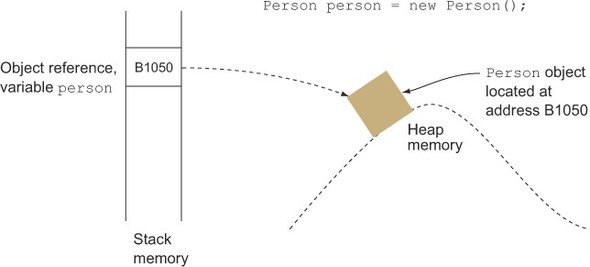 Person person = new Person();
Object reference,
variable person
B1050
Person object
located at
address B1050
Heap
memory
Stack
memory